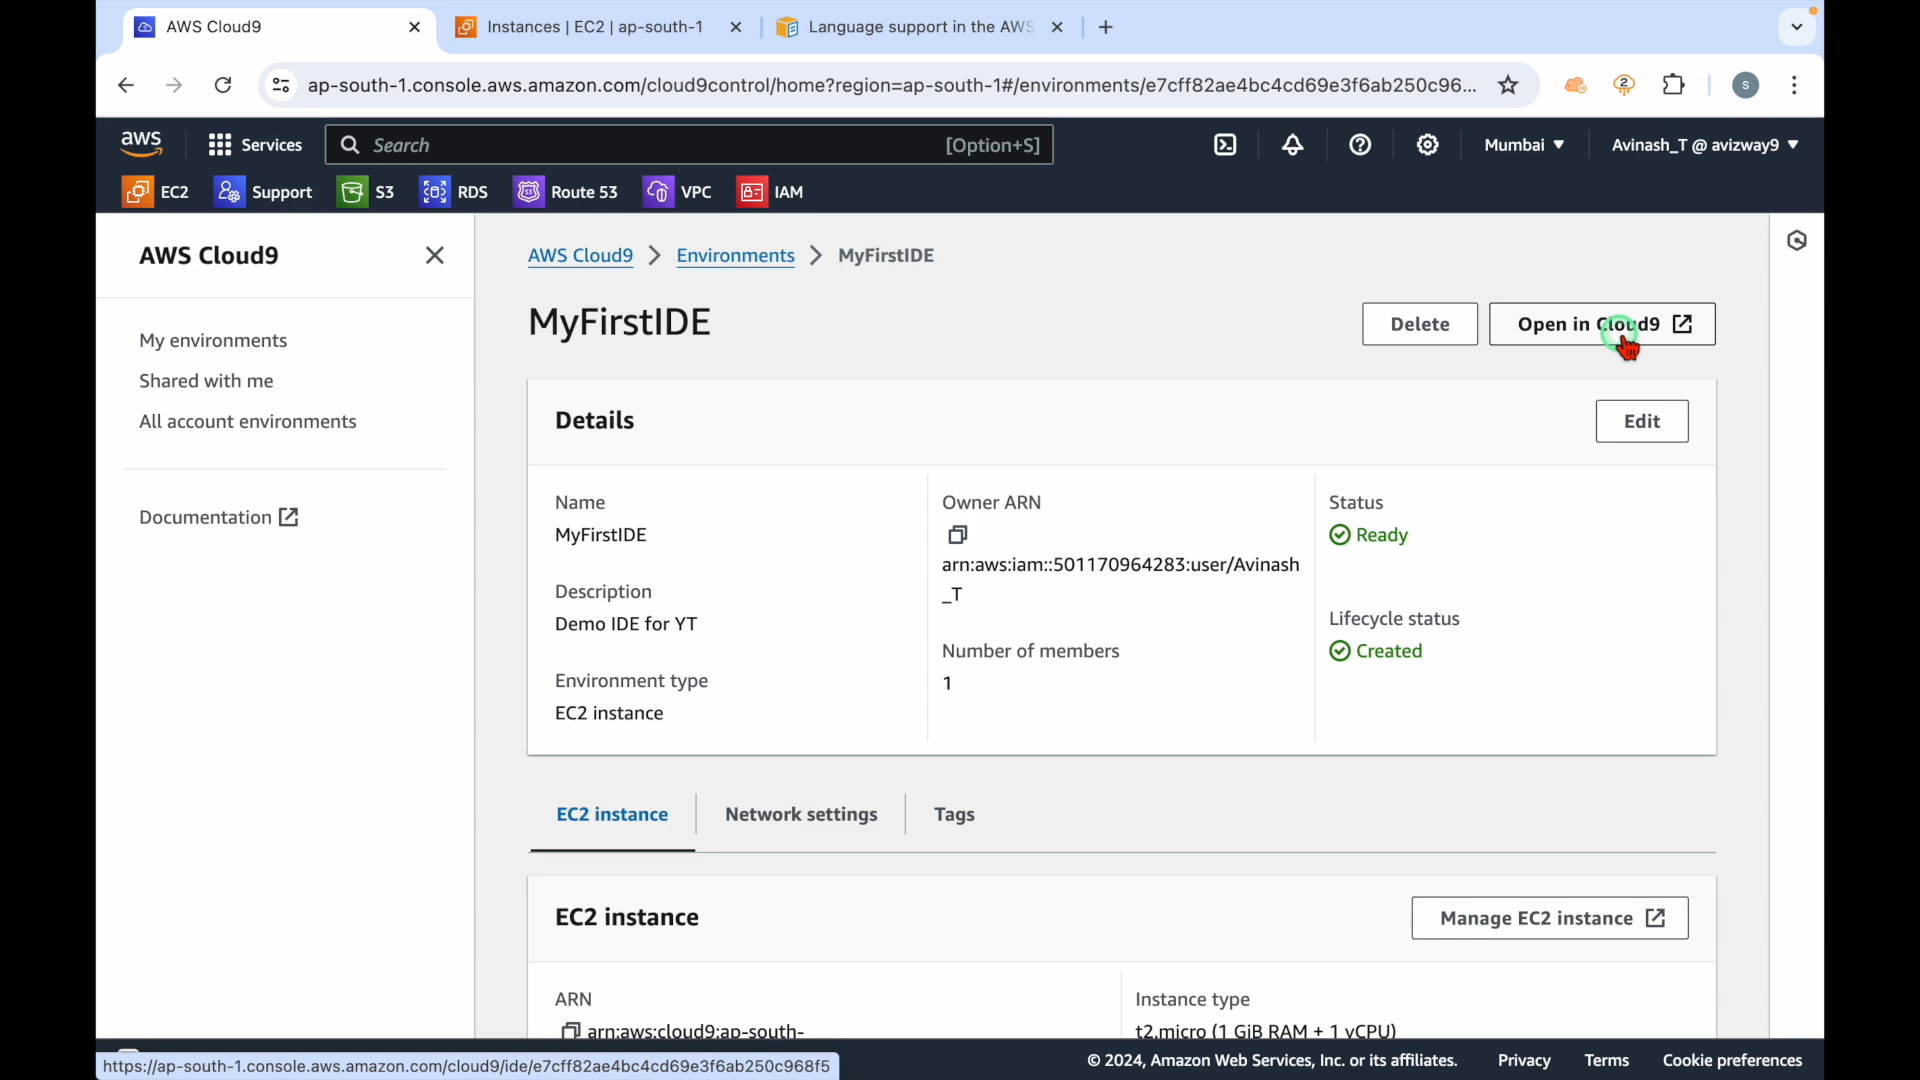 AWS Cloud9
Instances | EC2 | ap-south-1
Language support in the AWS
ap-south-1.console.aws.amazon.com/cloud9control/home?region=ap-south-1#/environments/e7cff82ae4bc4cd69e3f6ab250c96...
2
S
aws
Services
Search
[Option+S]
Mumbai
Avinash_T @ avizway9
EC2
Support
S3
RDS
Route 53
VPC
IAM
AWS Cloud9
My environments
Shared with me
All account environments
Documentation
AWS Cloud9
Environments
MyFirstIDE
MyFirstIDE
Delete
Open in Cloud9
Details
Edit
Name
MyFirstIDE
Description
Demo IDE for YT
Environment type
EC2 instance
Owner ARN
arn:aws:iam::501170964283:user/Avinash
_T
Number of members
1
Status
Ready
Lifecycle status
Created
EC2 instance
Network settings
Tags
EC2 instance
Manage EC2 instance
ARN
arn:aws:cloud9:ap-south-
Instance type
t2.micro (1 GiB RAM + 1 vCPU)
https://ap-south-1.console.aws.amazon.com/cloud9/ide/e7cff82ae4bc4cd69e3f6ab250c968f5
© 2024, Amazon Web Services, Inc. or its affiliates.
Privacy
Terms
Cookie preferences